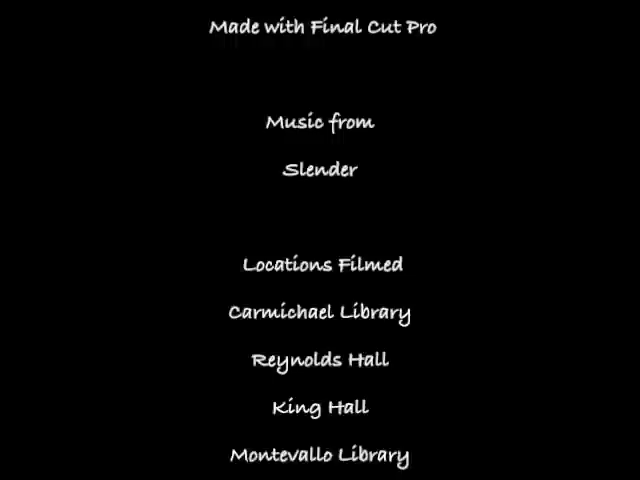 Made with Final Cut Pro
Music from
Slender
Locations Filmed
Carmichael Library
Reynolds Hall
King Hall
Montevallo Library